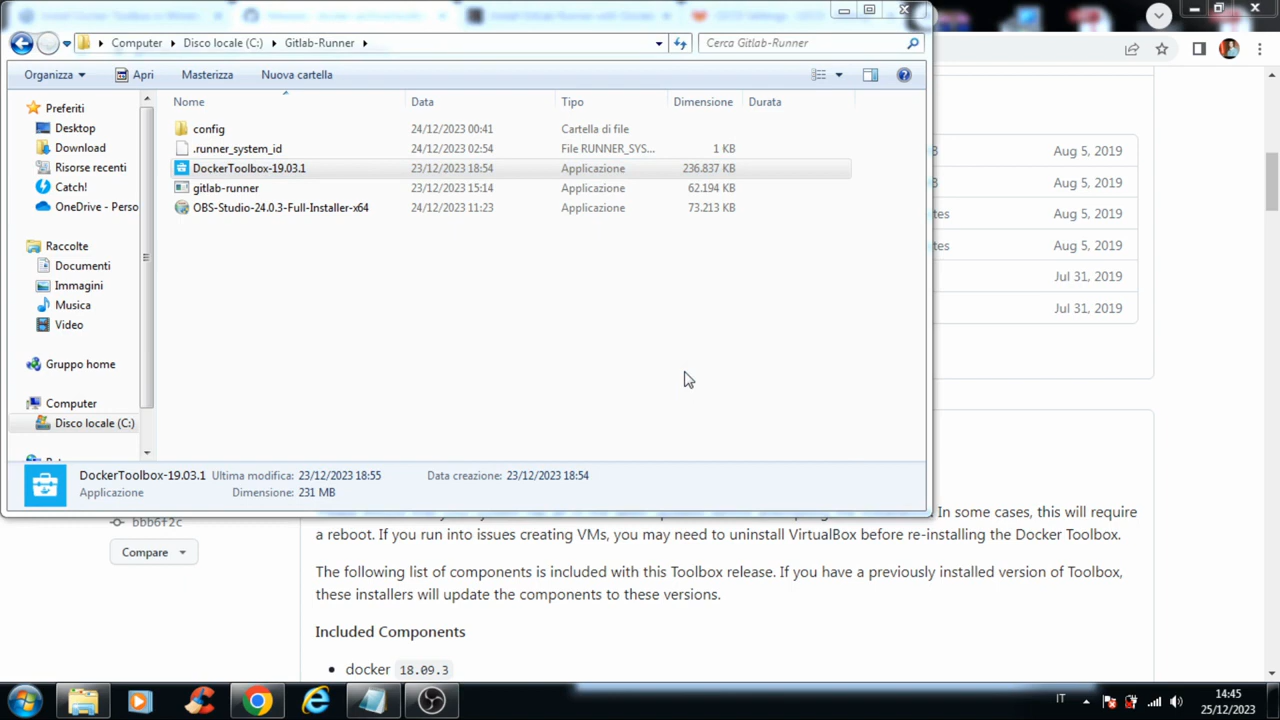 Computer Disco locale (C:) Gitlab-Runner
Cerca Gitlab-Runner
Organizza Apri Masterizza Nuova cartella
Nome Data Tipo Dimensione Durata
Preferiti
Desktop
Download
Risorse recenti
Catch!
OneDrive - Perso
Raccolte
Documenti
Immagini
Musica
Video
Gruppo home
Computer
Disco locale (C:)
config 24/12/2023 00:41 Cartella di file
.runner_system_id 24/12/2023 02:54 File RUNNER_SYS... 1 KB
DockerToolbox-19.03.1 23/12/2023 18:54 Applicazione 236.837 KB
gitlab-runner 23/12/2023 15:14 Applicazione 62.194 KB
OBS-Studio-24.0.3-Full-Installer-x64 24/12/2023 11:23 Applicazione 73.213 KB
DockerToolbox-19.03.1 Ultima modifica: 23/12/2023 18:55 Data creazione: 23/12/2023 18:54
Applicazione Dimensione: 231 MB
B Aug 5, 2019
B Aug 5, 2019
tes Aug 5, 2019
tes Aug 5, 2019
Jul 31, 2019
Jul 31, 2019
bbb6f2c
Compare
In some cases, this will require
a reboot. If you run into issues creating VMs, you may need to uninstall VirtualBox before re-installing the Docker Toolbox.
The following list of components is included with this Toolbox release. If you have a previously installed version of Toolbox,
these installers will update the components to these versions.
Included Components
docker 18.09.3
IT
14:45
25/12/2023